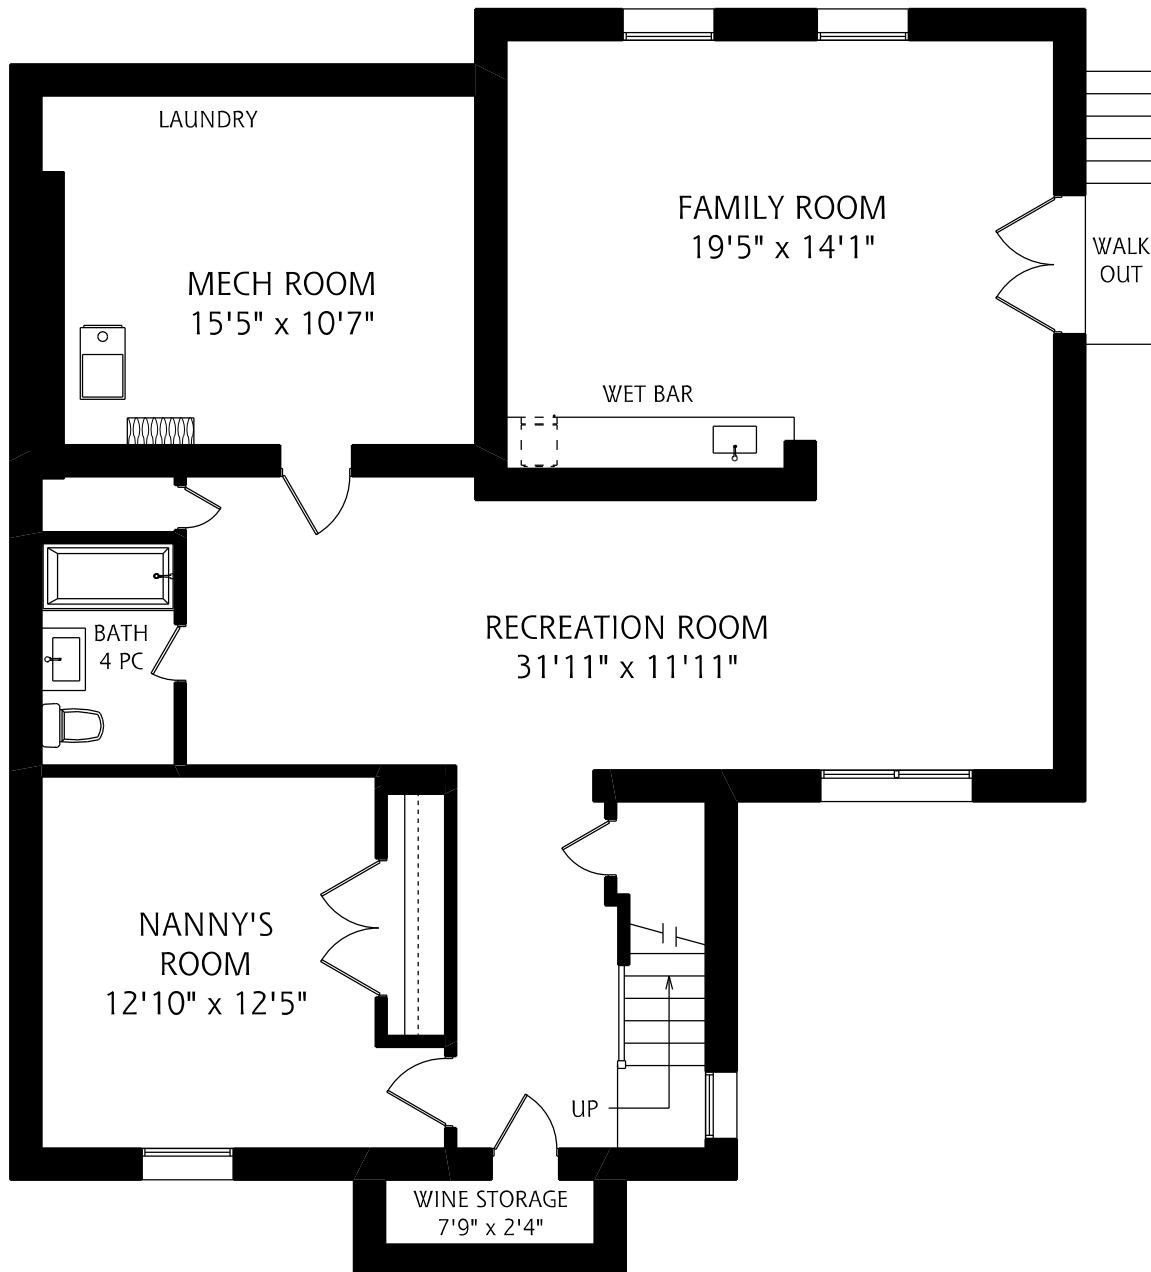 LAUNDRY
FAMILY ROOM
19'5" x 14'1"
WALK
OUT
MECH ROOM
15'5" x 10'7"
WET BAR
RECREATION ROOM
31'11" x 11'11"
BATH
4 PC
NANNY'S
ROOM
12'10" x 12'5"
UP
WINE STORAGE
7'9" x 2'4"